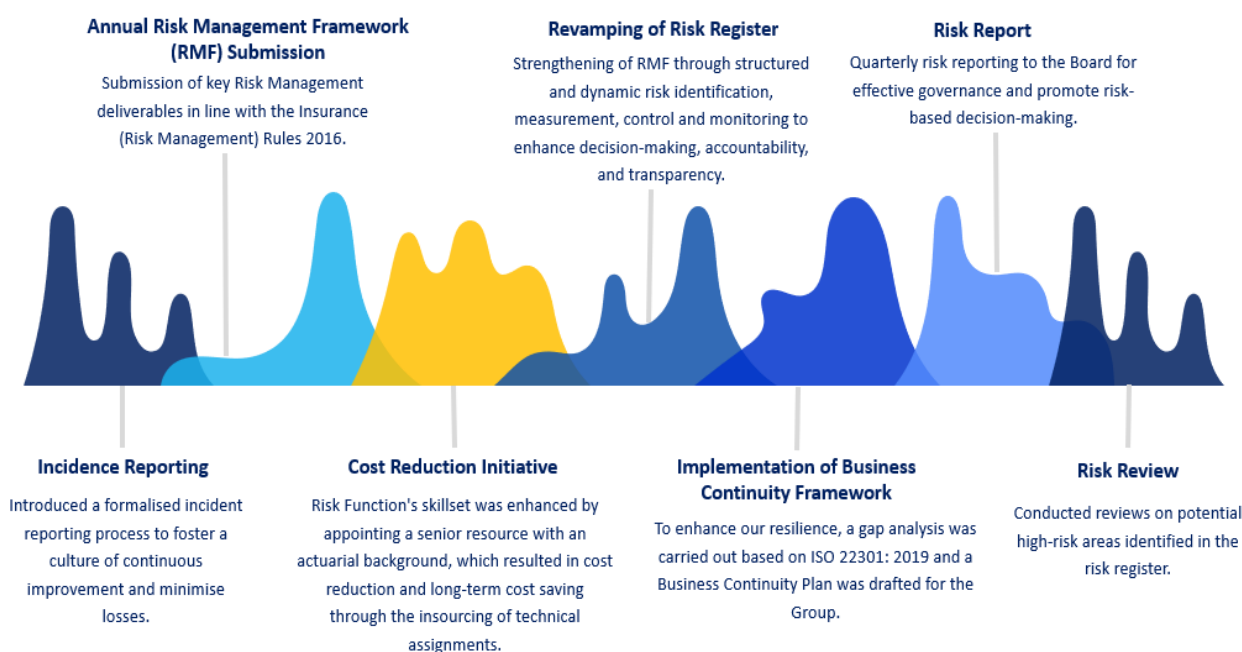 Annual Risk Management Framework
(RMF) Submission
Submission of key Risk Management
deliverables in line with the Insurance
(Risk Management) Rules 2016.
Revamping of Risk Register
Strengthening of RMF through structured
and dynamic risk identification,
measurement, control and monitoring to
enhance decision-making, accountability,
and transparency.
Risk Report
Quarterly risk reporting to the Board for
effective governance and promote risk-
based decision-making.
Incidence Reporting
Introduced a formalised incident
reporting process to foster a
culture of continuous
improvement and minimise
losses.
Cost Reduction Initiative
Risk Function's skillset was enhanced by
appointing a senior resource with an
actuarial background, which resulted in cost
reduction and long-term cost saving
through the insourcing of technical
assignments.
Implementation of Business
Continuity Framework
To enhance our resilience, a gap analysis was
carried out based on ISO 22301: 2019 and a
Business Continuity Plan was drafted for the
Group.
Risk Review
Conducted reviews on potential
high-risk areas identified in the
risk register.